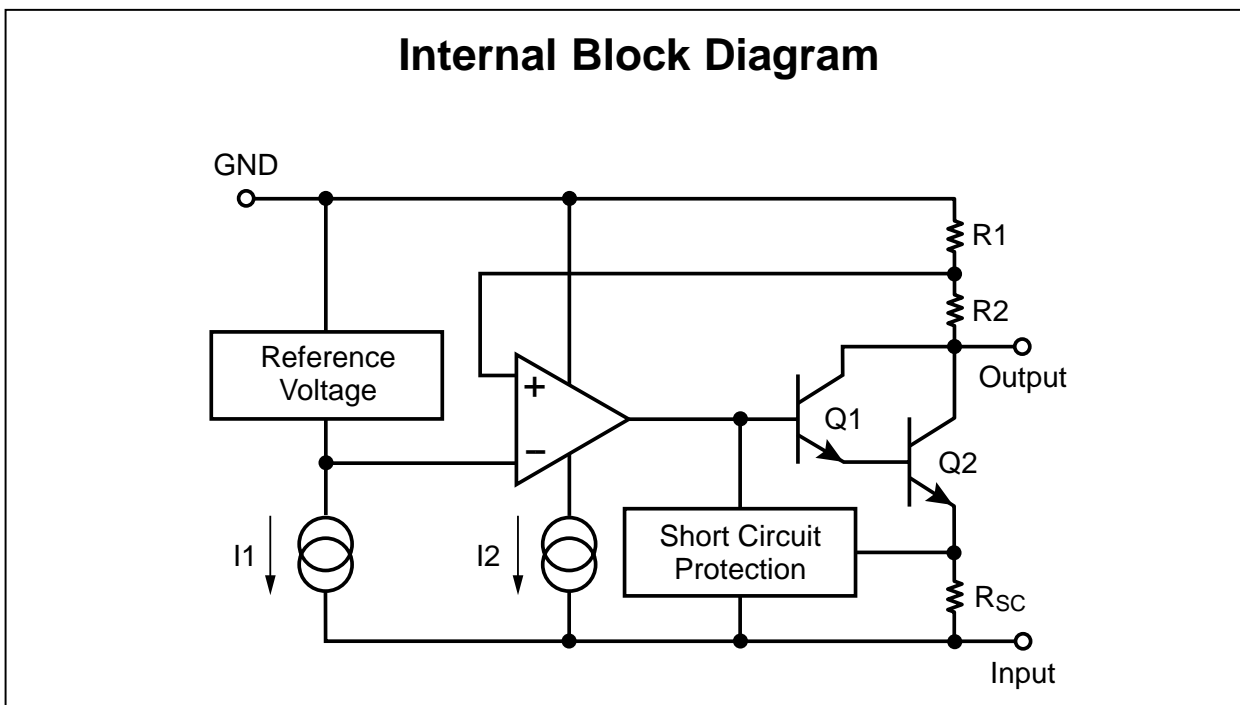 Internal Block Diagram
GND
R1
R2
Reference
Voltage
Output
+
−
Q1
Q2
I1
I2
Short Circuit
Protection
RSC
Input